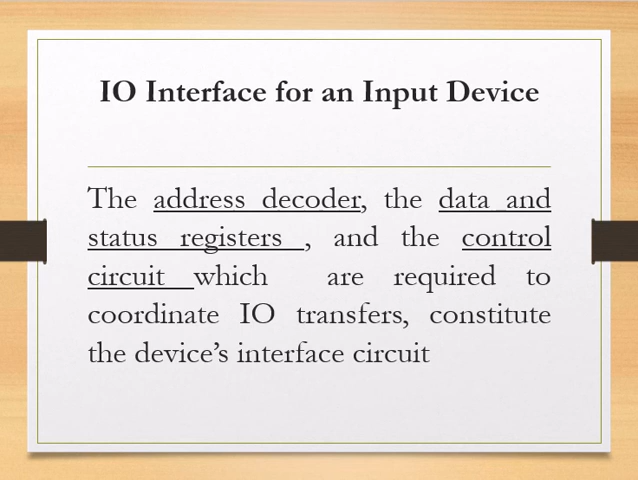 IO Interface for an Input Device
The address decoder, the data and
status registers , and the control
circuit which are required to
coordinate IO transfers, constitute
the device’s interface circuit